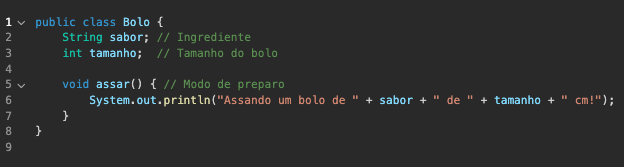 1 public class Bolo {
2 String sabor; // Ingrediente
3 int tamanho; // Tamanho do bolo
4
5 void assar() { // Modo de preparo
6 System.out.println("Assando um bolo de " + sabor + " de " + tamanho + " cm!");
7 }
8 }
9